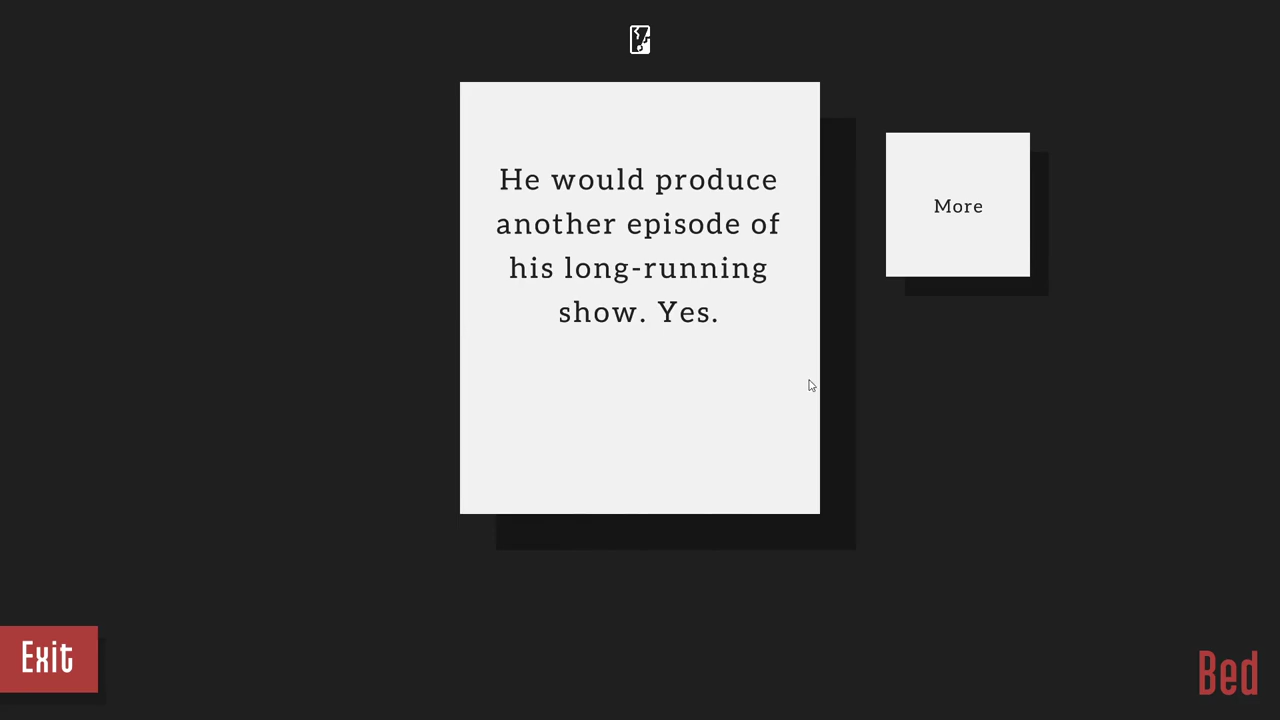 He would produce
another episode of
his long-running
show. Yes.
More
Exit
Bed